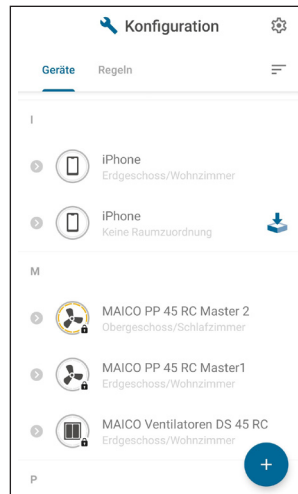 Konfiguration
Geräte Regeln
I
iPhone
Erdgeschoss/Wohnzimmer
iPhone
Keine Raumzuordnung
M
MAICO PP 45 RC Master 2
Obergeschoss/Schlafzimmer
MAICO PP 45 RC Master1
Erdgeschoss/Wohnzimmer
MAICO Ventilatoren DS 45 RC
Erdgeschoss/Wohnzimmer
+
P